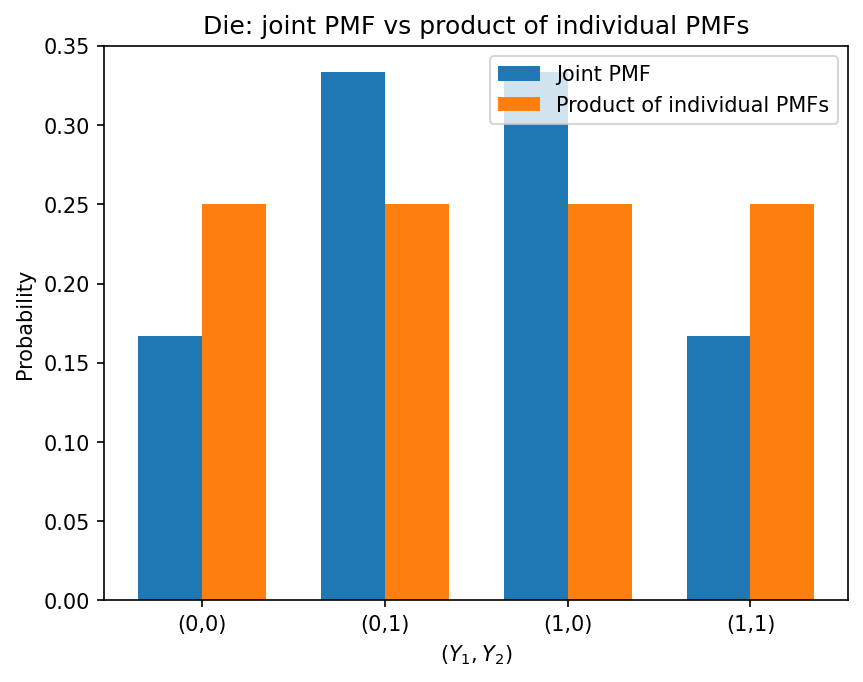 Die: joint PMF vs product of individual PMFs
Joint PMF
Product of individual PMFs
Probability
0.35
0.30
0.25
0.20
0.15
0.10
0.05
0.00
(0,0) (0,1) (1,0) (1,1)
(Y₁, Y₂)